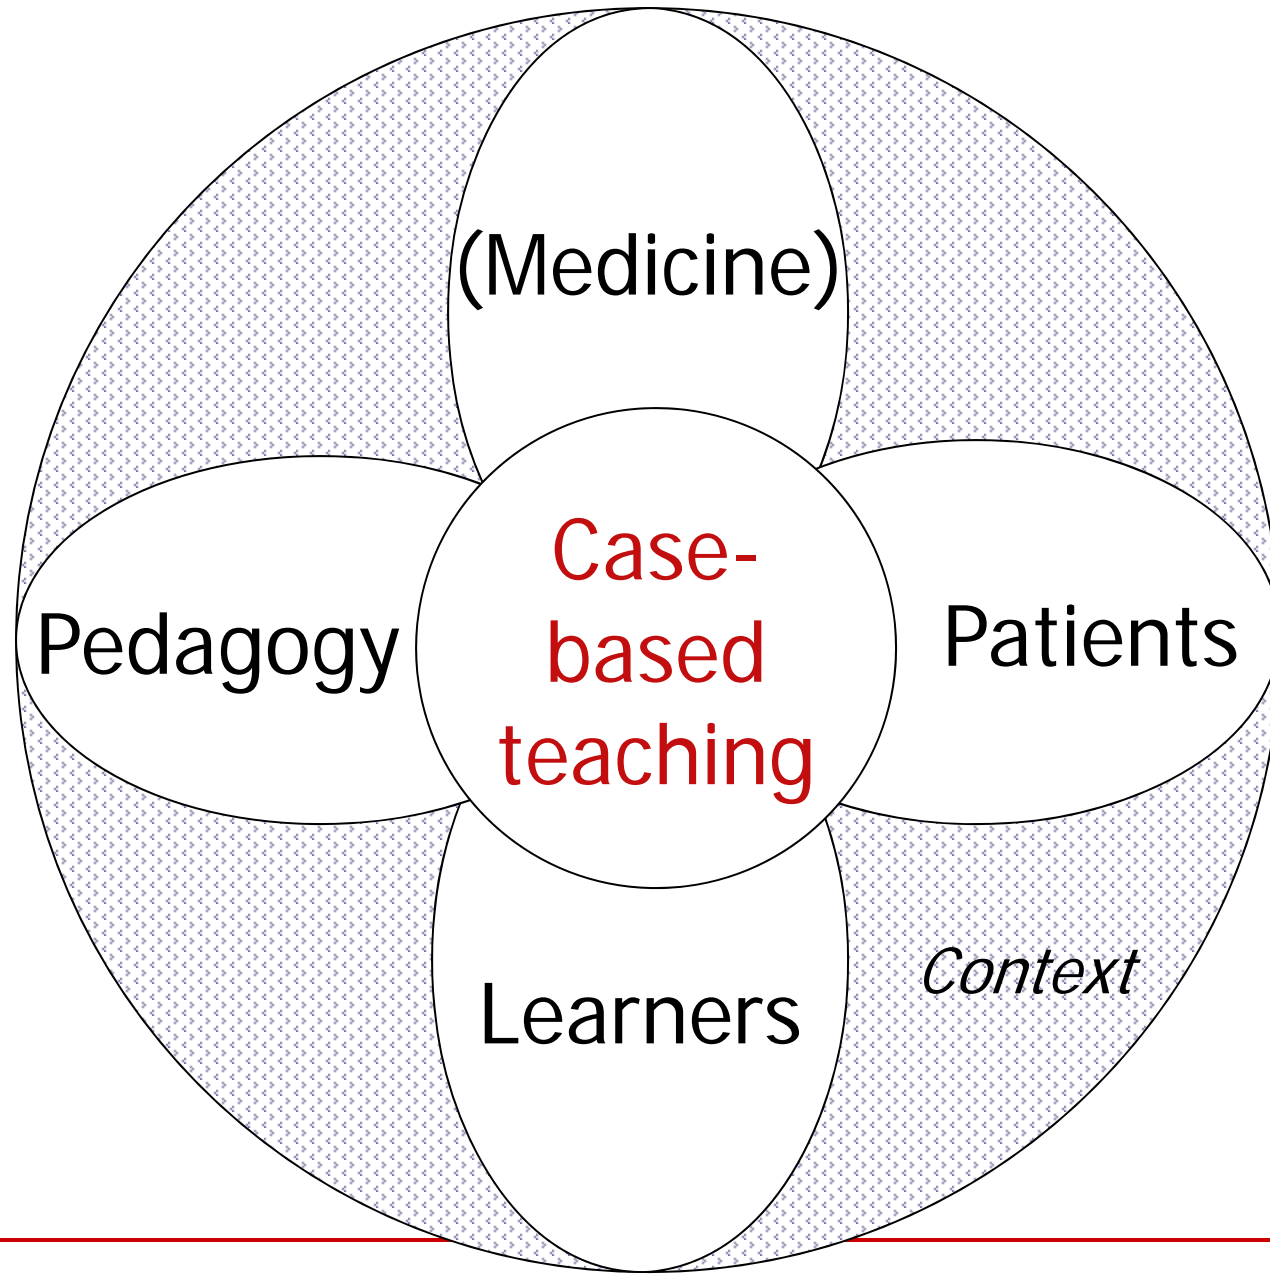 (Medicine)
Case-
based
teaching
Pedagogy
Patients
Learners
Context